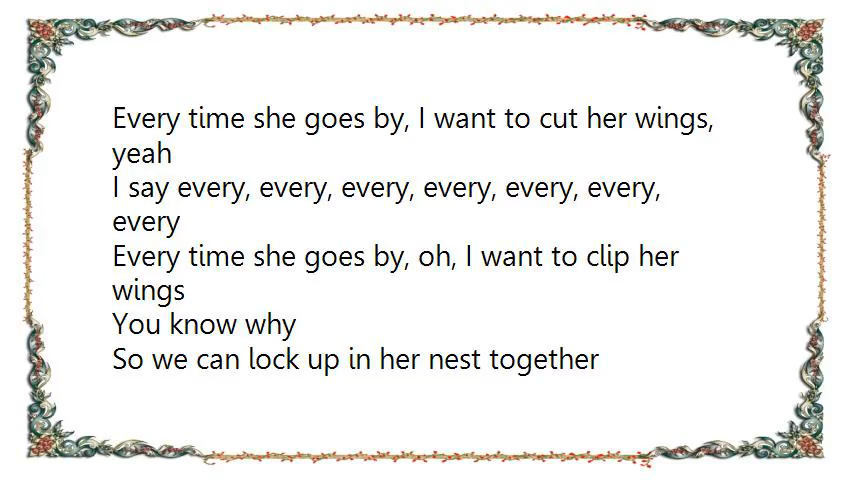 Every time she goes by, I want to cut her wings,
yeah
I say every, every, every, every, every, every,
every
Every time she goes by, oh, I want to clip her
wings
You know why
So we can lock up in her nest together